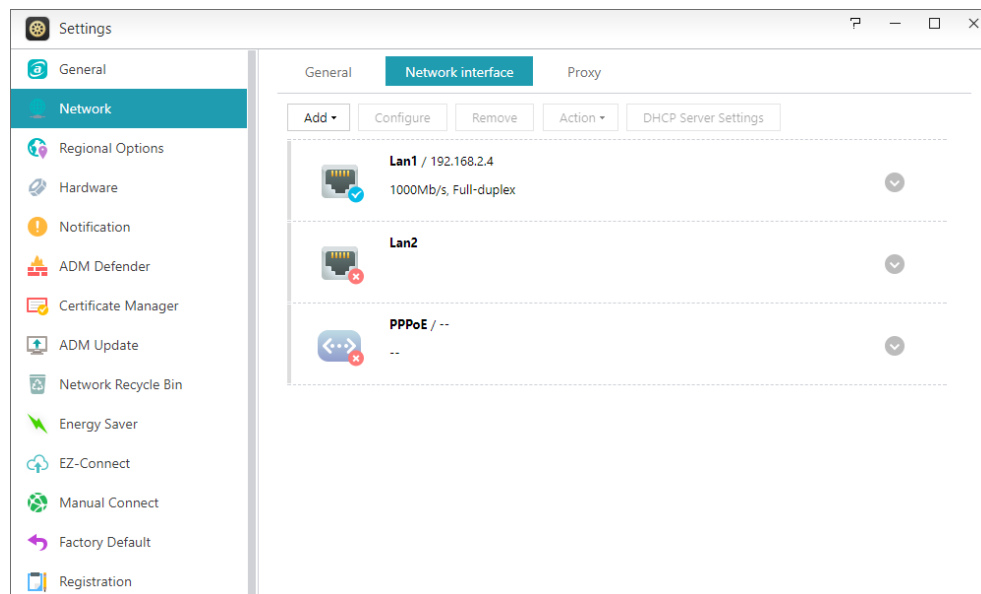 Settings
General
Network
Regional Options
Hardware
Notification
ADM Defender
Certificate Manager
ADM Update
Network Recycle Bin
Energy Saver
EZ-Connect
Manual Connect
Factory Default
Registration
General Network interface Proxy
Add Configure Remove Action DHCP Server Settings
Lan1 / 192.168.2.4
1000Mb/s, Full-duplex
Lan2
PPPoE / --
--